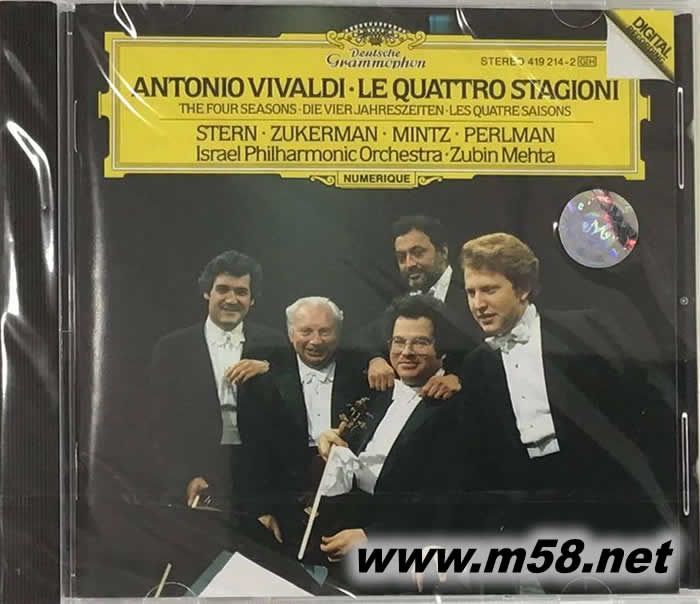 Deutsche
Grammophon
STEREO 419 214-2 GH
DIGITAL
RECORDING
ANTONIO VIVALDI · LE QUATTRO STAGIONI
THE FOUR SEASONS · DIE VIER JAHRESZEITEN · LES QUATRE SAISONS
STERN · ZUKERMAN · MINTZ · PERLMAN
Israel Philharmonic Orchestra · Zubin Mehta
NUMERIQUE
www.m58.net